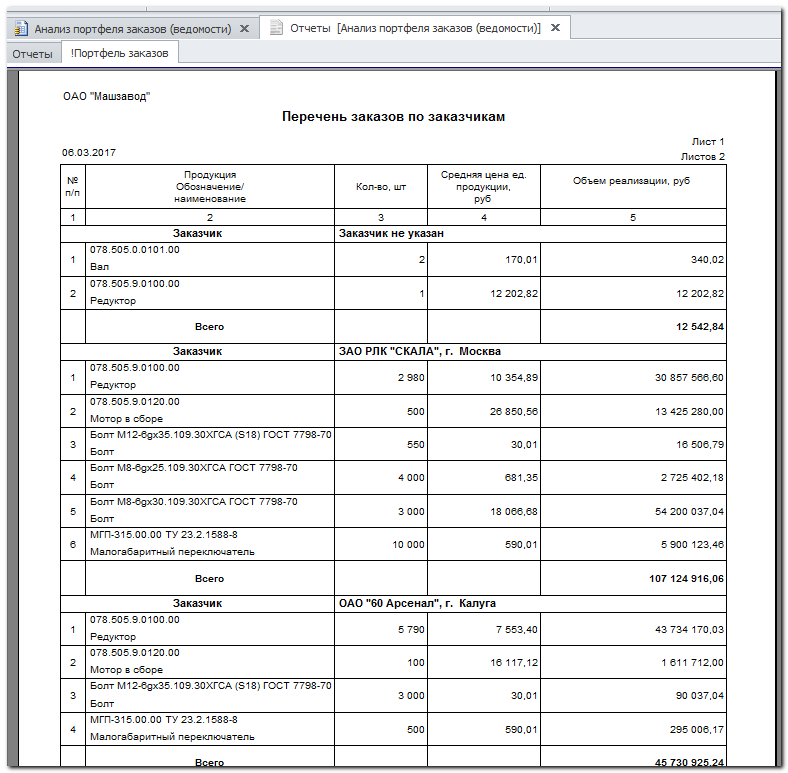 Анализ портфеля заказов (ведомости)
Отчеты [Анализ портфеля заказов (ведомости)]
Отчеты
!Портфель заказов
ОАО "Машзавод"
Перечень заказов по заказчикам
Лист 1
06.03.2017
Листов 2
№ п/п
Продукция
Обозначение/
наименование
Кол-во, шт
Средняя цена ед.
продукции,
руб
Объем реализации, руб
1 2 3 4 5
Заказчик Заказчик не указан
078.505.0.0101.00
1 Вал 2 170,01 340,02
078.505.9.0100.00
2 Редуктор 1 12 202,82 12 202,82
Всего 12 542,84
Заказчик ЗАО РЛК "СКАЛА", г. Москва
078.505.9.0100.00
1 Редуктор 2 980 10 354,89 30 857 566,60
078.505.9.0120.00
2 Мотор в сборе 500 26 850,56 13 425 280,00
Болт М12-6gx35.109.30ХГСА (S18) ГОСТ 7798-70
3 Болт 550 30,01 16 506,79
Болт М8-6gx25.109.30ХГСА ГОСТ 7798-70
4 Болт 4 000 681,35 2 725 402,18
Болт М8-6gx30.109.30ХГСА ГОСТ 7798-70
5 Болт 3 000 18 066,68 54 200 037,04
МГП-315.00.00 ТУ 23.2.1588-8
6 Малогабаритный переключатель 10 000 590,01 5 900 123,46
Всего 107 124 916,06
Заказчик ОАО "60 Арсенал", г. Калуга
078.505.9.0100.00
1 Редуктор 5 790 7 553,40 43 734 170,03
078.505.9.0120.00
2 Мотор в сборе 100 16 117,12 1 611 712,00
Болт М12-6gx35.109.30ХГСА (S18) ГОСТ 7798-70
3 Болт 3 000 30,01 90 037,04
МГП-315.00.00 ТУ 23.2.1588-8
4 Малогабаритный переключатель 500 590,01 295 006,17
Всего 45 730 925,24